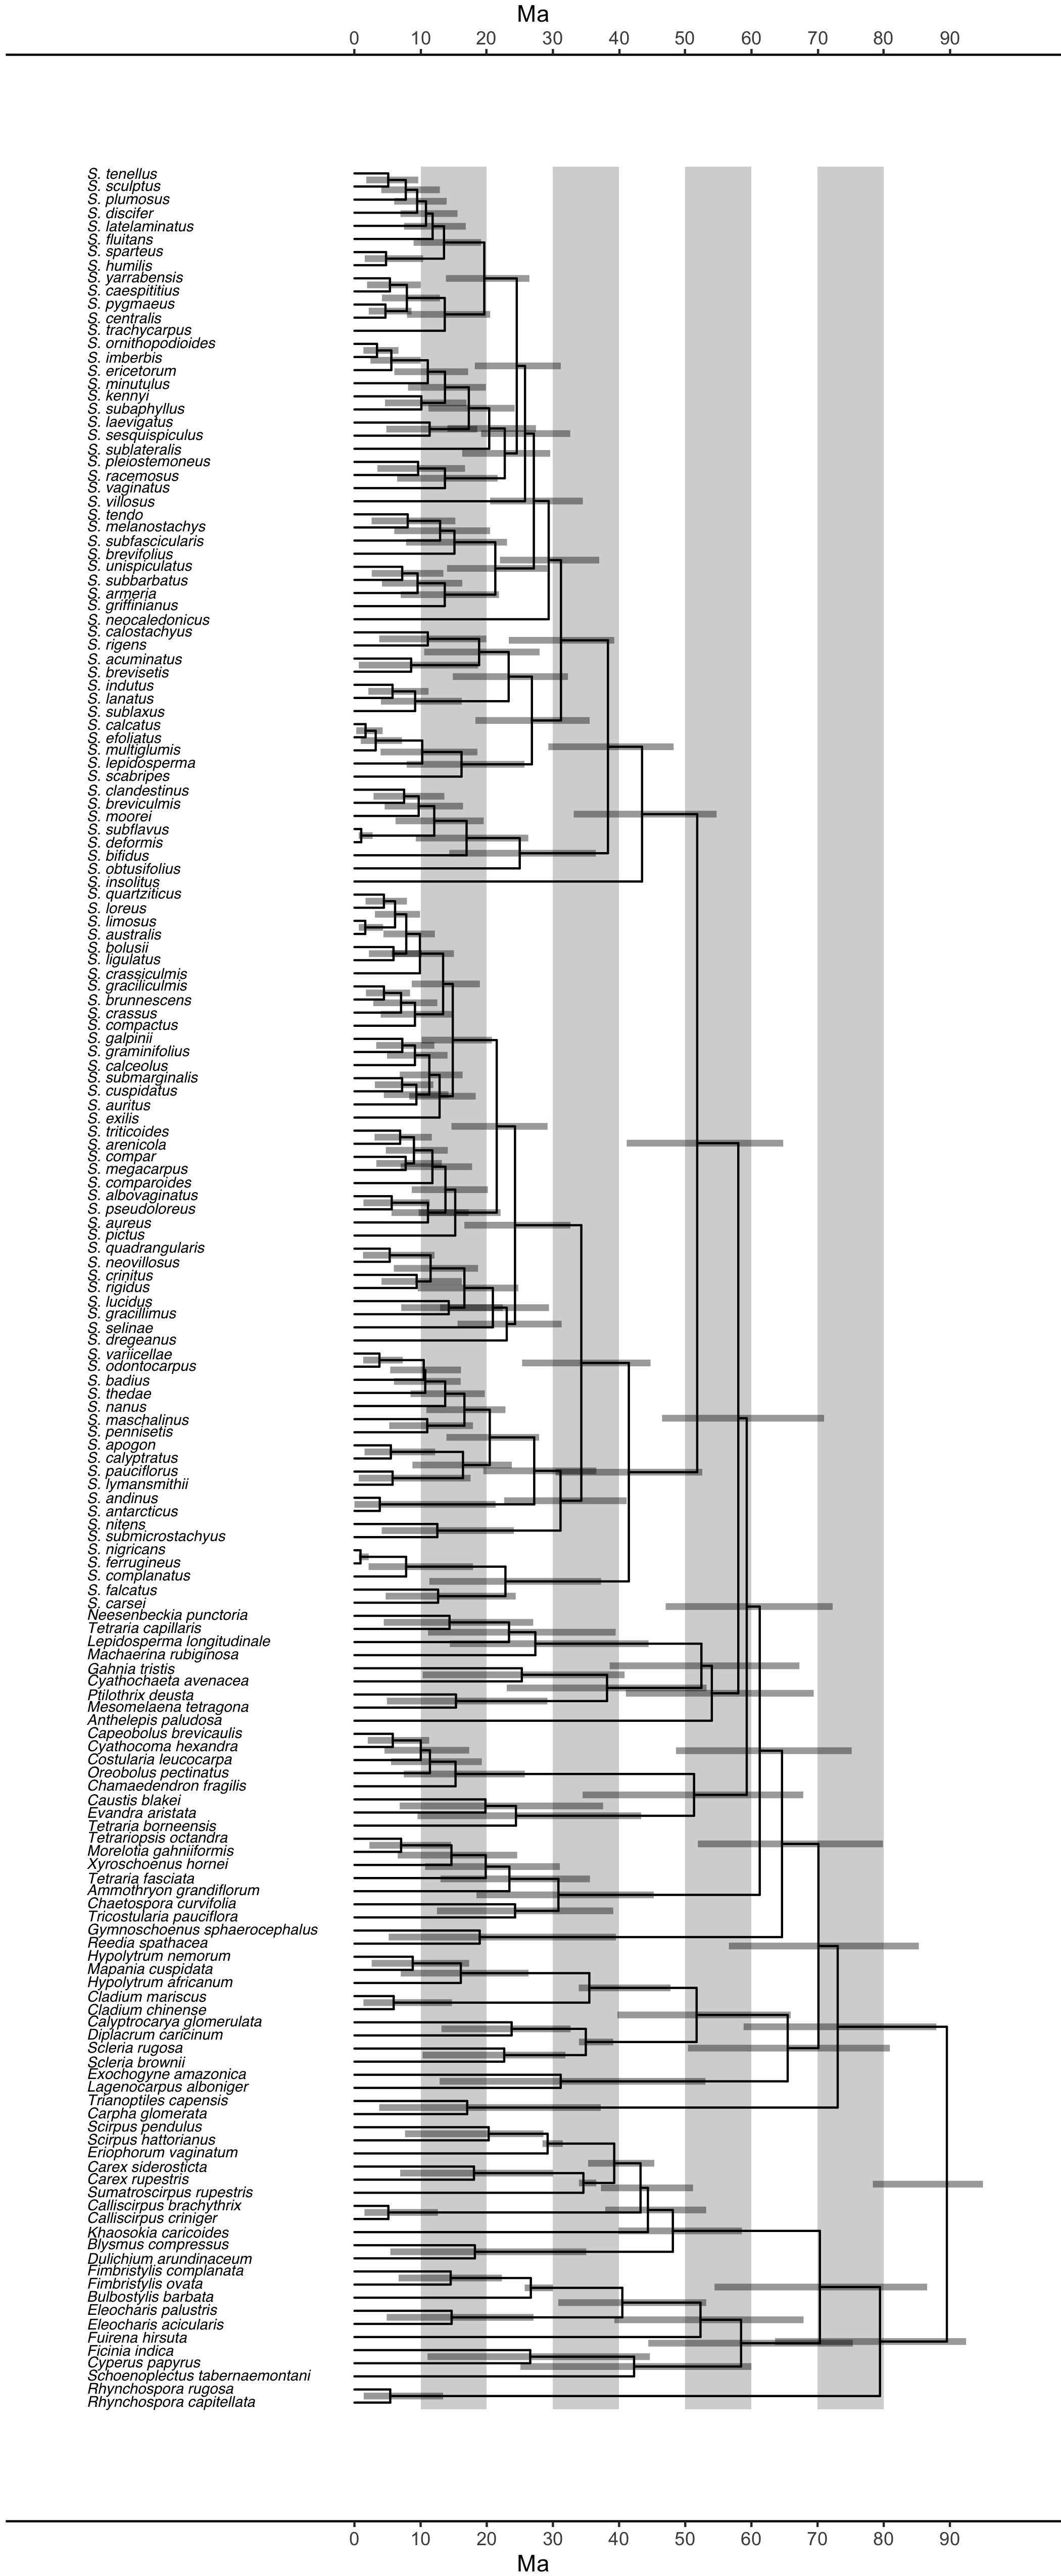 Ma
0 10 20 30 40 50 60 70 80 90
S. tenellus
S. sculptus
S. plumosus
S. discifer
S. latelaminatus
S. fluitans
S. sparteus
S. humilis
S. yarrabensis
S. caespititius
S. pygmaeus
S. centralis
S. trachycarpus
S. ornithopodioides
S. imberbis
S. ericetorum
S. minutulus
S. kennyi
S. subaphyllus
S. laevigatus
S. sesquispiculus
S. sublateralis
S. pleiostemoneus
S. racemosus
S. vaginatus
S. villosus
S. tendo
S. melanostachys
S. subfascicularis
S. brevifolius
S. unispiculatus
S. subbarbatus
S. armeria
S. griffinianus
S. neocaledonicus
S. calostachyus
S. rigens
S. acuminatus
S. brevisetis
S. indutus
S. lanatus
S. sublaxus
S. calcatus
S. efoliatus
S. multiglumis
S. lepidosperma
S. scabripes
S. clandestinus
S. breviculmis
S. moorei
S. subflavus
S. deformis
S. bifidus
S. obtusifolius
S. insolitus
S. quartziticus
S. loreus
S. limosus
S. australis
S. bolusii
S. ligulatus
S. crassiculmis
S. graciliculmis
S. brunnescens
S. crassus
S. compactus
S. galpinii
S. graminifolius
S. calceolus
S. submarginalis
S. cuspidatus
S. auritus
S. exilis
S. triticoides
S. arenicola
S. compar
S. megacarpus
S. comparoides
S. albovaginatus
S. pseudoloreus
S. aureus
S. pictus
S. quadrangularis
S. neovillosus
S. crinitus
S. rigidus
S. lucidus
S. gracillimus
S. selinae
S. dregeanus
S. variicellae
S. odontocarpus
S. badius
S. thedae
S. nanus
S. maschalinus
S. pennisetis
S. apogon
S. calyptratus
S. pauciflorus
S. lymansmithii
S. andinus
S. antarcticus
S. nitens
S. submicrostachyus
S. nigricans
S. ferrugineus
S. complanatus
S. falcatus
S. carsei
Neesenbeckia punctoria
Tetraria capillaris
Lepidosperma longitudinale
Machaerina rubiginosa
Gahnia tristis
Cyathochaeta avenacea
Ptilothrix deusta
Mesomelaena tetragona
Anthelepis paludosa
Capeobolus brevicaulis
Cyathocoma hexandra
Costularia leucocarpa
Oreobolus pectinatus
Chamaedendron fragilis
Caustis blakei
Evandra aristata
Tetraria borneensis
Tetrariopsis octandra
Morelotia gahniiformis
Xyroschoenus hornei
Tetraria fasciata
Ammothryon grandiflorum
Chaetospora curvifolia
Tricostularia pauciflora
Gymnoschoenus sphaerocephalus
Reedia spathacea
Hypolytrum nemorum
Mapania cuspidata
Hypolytrum africanum
Cladium mariscus
Cladium chinense
Calyptrocarya glomerulata
Diplacrum caricinum
Scleria rugosa
Scleria brownii
Exochogyne amazonica
Lagenocarpus alboniger
Trianoptiles capensis
Carpha glomerata
Scirpus pendulus
Scirpus hattorianus
Eriophorum vaginatum
Carex siderosticta
Carex rupestris
Sumatroscirpus rupestris
Calliscirpus brachythrix
Calliscirpus criniger
Khaosokia caricoides
Blysmus compressus
Dulichium arundinaceum
Fimbristylis complanata
Fimbristylis ovata
Bulbostylis barbata
Eleocharis palustris
Eleocharis acicularis
Fuirena hirsuta
Ficinia indica
Cyperus papyrus
Schoenoplectus tabernaemontani
Rhynchospora rugosa
Rhynchospora capitellata
0 10 20 30 40 50 60 70 80 90
Ma